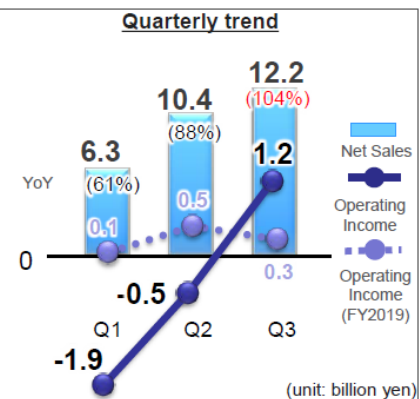 Quarterly trend
12.2
(104%)
10.4
(88%)
1.2
6.3
YoY
(61%)
0.5
0.1
0
0.3
-0.5
Q1
Q2
Q3
-1.9
Net Sales
Operating
Income
Operating
Income
(FY2019)
(unit: billion yen)